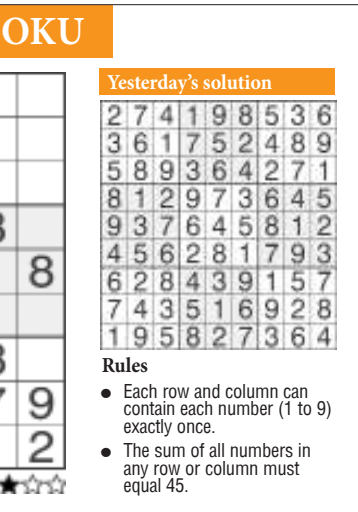 OKU
Yesterday's solution
2 7 4 1 9 8 5 3 6
3 6 1 7 5 2 4 8 9
5 8 9 3 6 4 2 7 1
8 1 2 9 7 3 6 4 5
9 3 7 6 4 5 8 1 2
4 5 6 2 8 1 7 9 3
6 2 8 4 3 9 1 5 7
7 4 3 5 1 6 9 2 8
1 9 5 8 2 7 3 6 4
8
9
2
Rules
● Each row and column can
contain each number (1 to 9)
exactly once.
● The sum of all numbers in
any row or column must
equal 45.